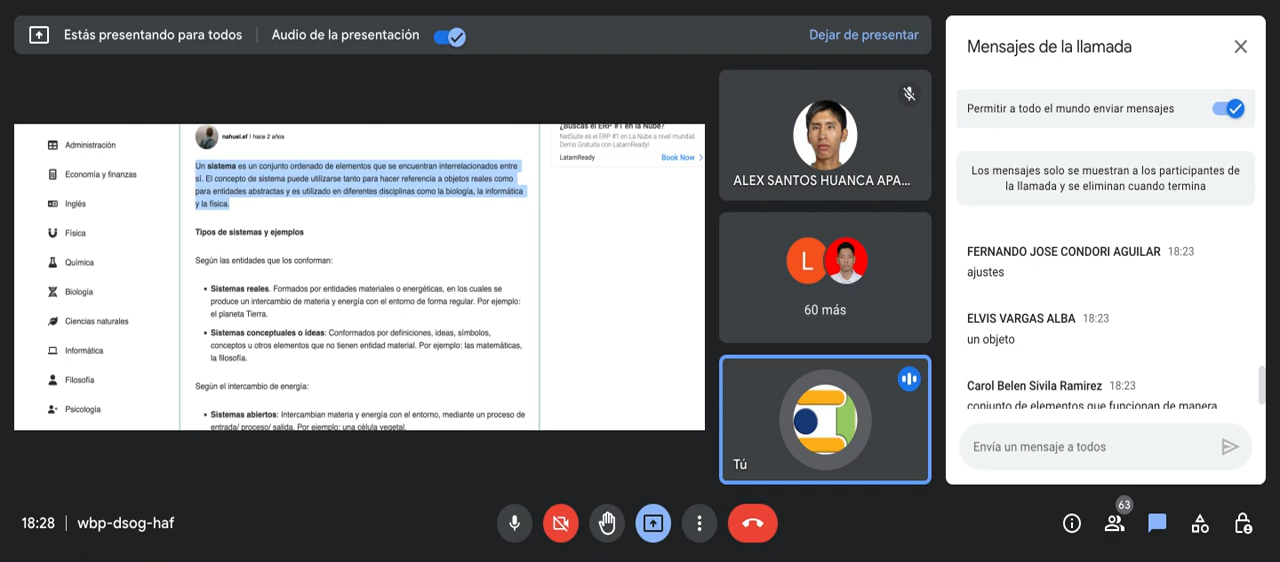 Estás presentando para todos
Audio de la presentación
Dejar de presentar
Administración
Economía y finanzas
Inglés
Física
Química
Biología
Ciencias naturales
Informática
Filosofía
Psicología
nahuel.ef | hace 2 años
Un sistema es un conjunto ordenado de elementos que se encuentran interrelacionados entre
sí. El concepto de sistema puede utilizarse tanto para hacer referencia a objetos reales como
para entidades abstractas y es utilizado en diferentes disciplinas como la biología, la informática
y la física.
Tipos de sistemas y ejemplos
Según las entidades que los conforman:
• Sistemas reales. Formados por entidades materiales o energéticas, en los cuales se
produce un intercambio de materia y energía con el entorno de forma regular. Por ejemplo:
el planeta Tierra.
• Sistemas conceptuales o ideas: Conformados por definiciones, ideas, símbolos,
conceptos u otros elementos que no tienen entidad material. Por ejemplo: las matemáticas,
la filosofía.
Según el intercambio de energía:
• Sistemas abiertos: Intercambian materia y energía con el entorno, mediante un proceso de
entrada/ proceso/ salida. Por ejemplo: una célula vegetal.
¿Buscas el ERP #1 en la Nube?
NetSuite es el ERP #1 en La Nube a nivel mundial.
Demo Gratuita con LatamReady!
LatamReady
Book Now
ALEX SANTOS HUANCA APA...
L
60 más
Tú
Mensajes de la llamada
Permitir a todo el mundo enviar mensajes
Los mensajes solo se muestran a los participantes de
la llamada y se eliminan cuando termina
FERNANDO JOSE CONDORI AGUILAR 18:23
ajustes
ELVIS VARGAS ALBA 18:23
un objeto
Carol Belen Sivila Ramirez 18:23
conjunto de elementos que funcionan de manera
Envía un mensaje a todos
18:28 | wbp-dsog-haf
63